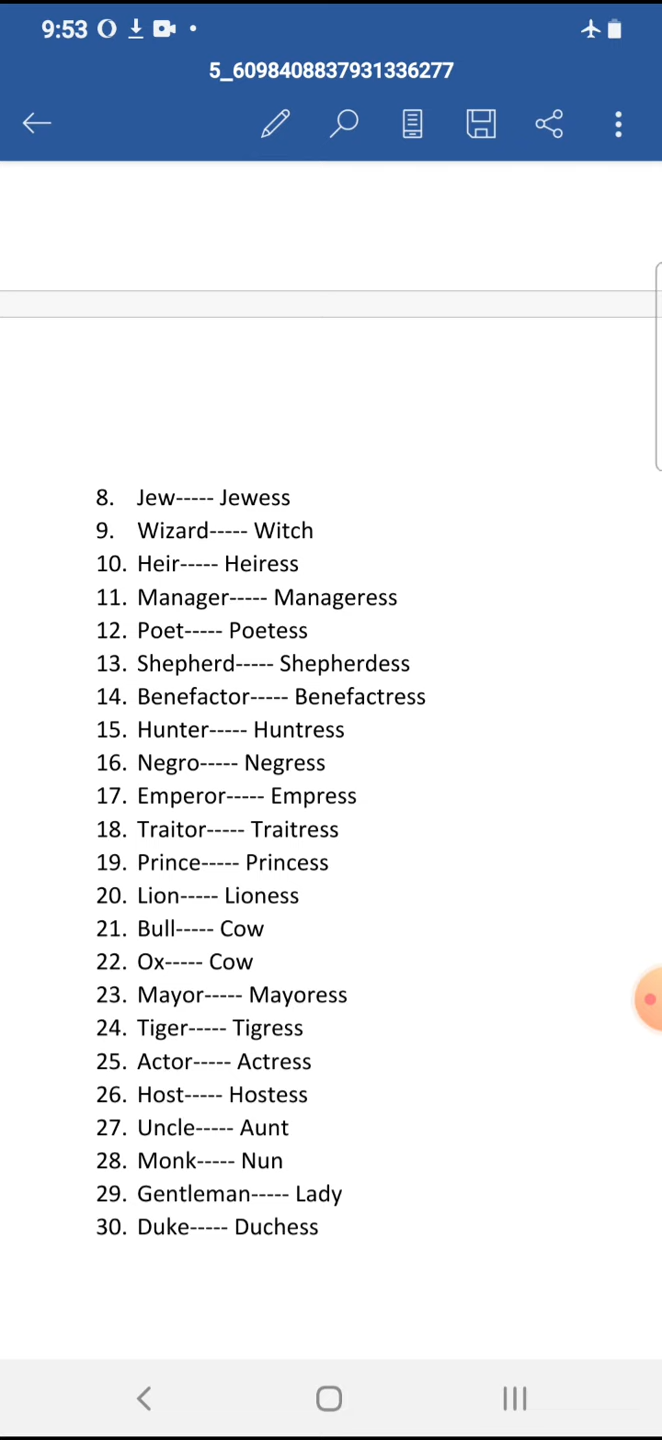 9:53
5_6098408837931336277
8. Jew----- Jewess
9. Wizard----- Witch
10. Heir----- Heiress
11. Manager----- Manageress
12. Poet----- Poetess
13. Shepherd----- Shepherdess
14. Benefactor----- Benefactress
15. Hunter----- Huntress
16. Negro----- Negress
17. Emperor----- Empress
18. Traitor----- Traitress
19. Prince----- Princess
20. Lion----- Lioness
21. Bull----- Cow
22. Ox----- Cow
23. Mayor----- Mayoress
24. Tiger----- Tigress
25. Actor----- Actress
26. Host----- Hostess
27. Uncle----- Aunt
28. Monk----- Nun
29. Gentleman----- Lady
30. Duke----- Duchess